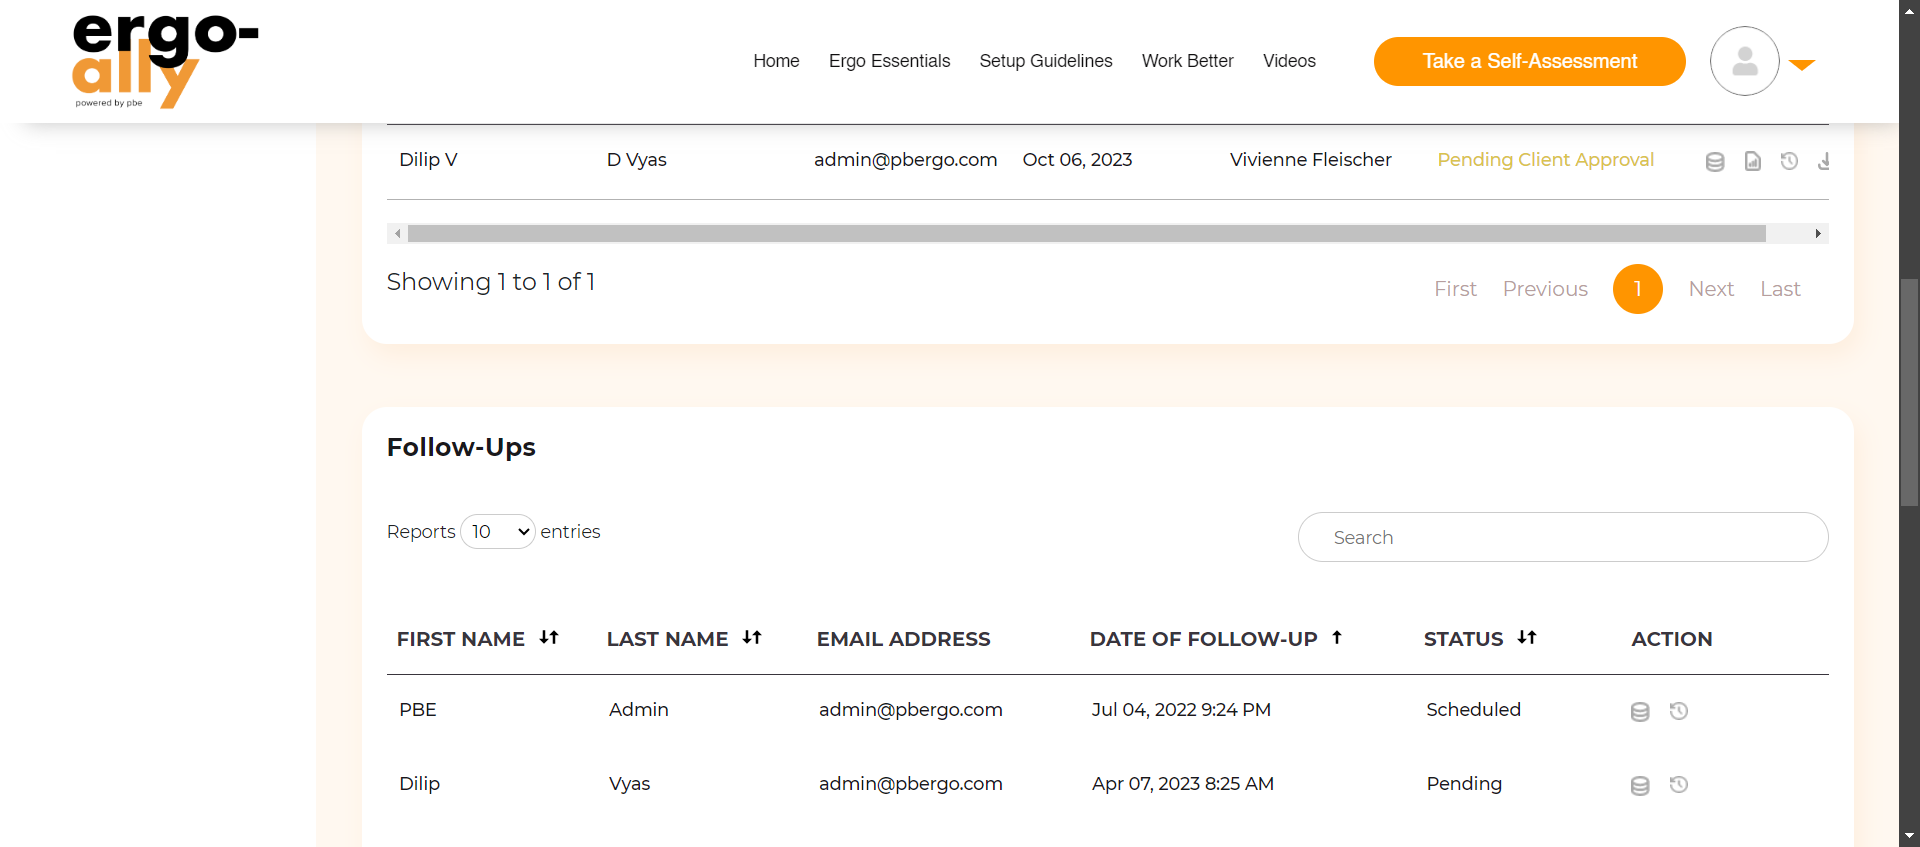 ergo-
ally
powered by pbe
Home Ergo Essentials Setup Guidelines Work Better Videos Take a Self-Assessment
Dilip V D Vyas admin@pbergo.com Oct 06, 2023 Vivienne Fleischer Pending Client Approval
Showing 1 to 1 of 1
First Previous 1 Next Last
Follow-Ups
Reports 10 entries
Search
FIRST NAME LAST NAME EMAIL ADDRESS DATE OF FOLLOW-UP STATUS ACTION
PBE Admin admin@pbergo.com Jul 04, 2022 9:24 PM Scheduled
Dilip Vyas admin@pbergo.com Apr 07, 2023 8:25 AM Pending